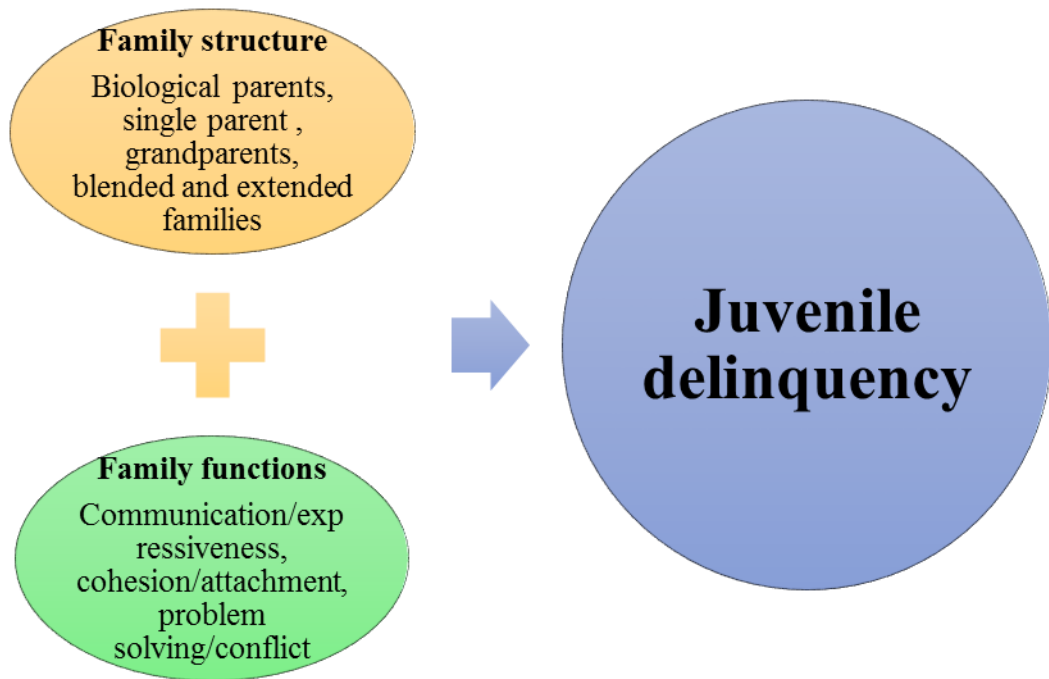 Family structure
Biological parents,
single parent ,
grandparents,
blended and extended
families
Family functions
Communication/exp
ressiveness,
cohesion/attachment,
problem
solving/conflict
Juvenile
delinquency